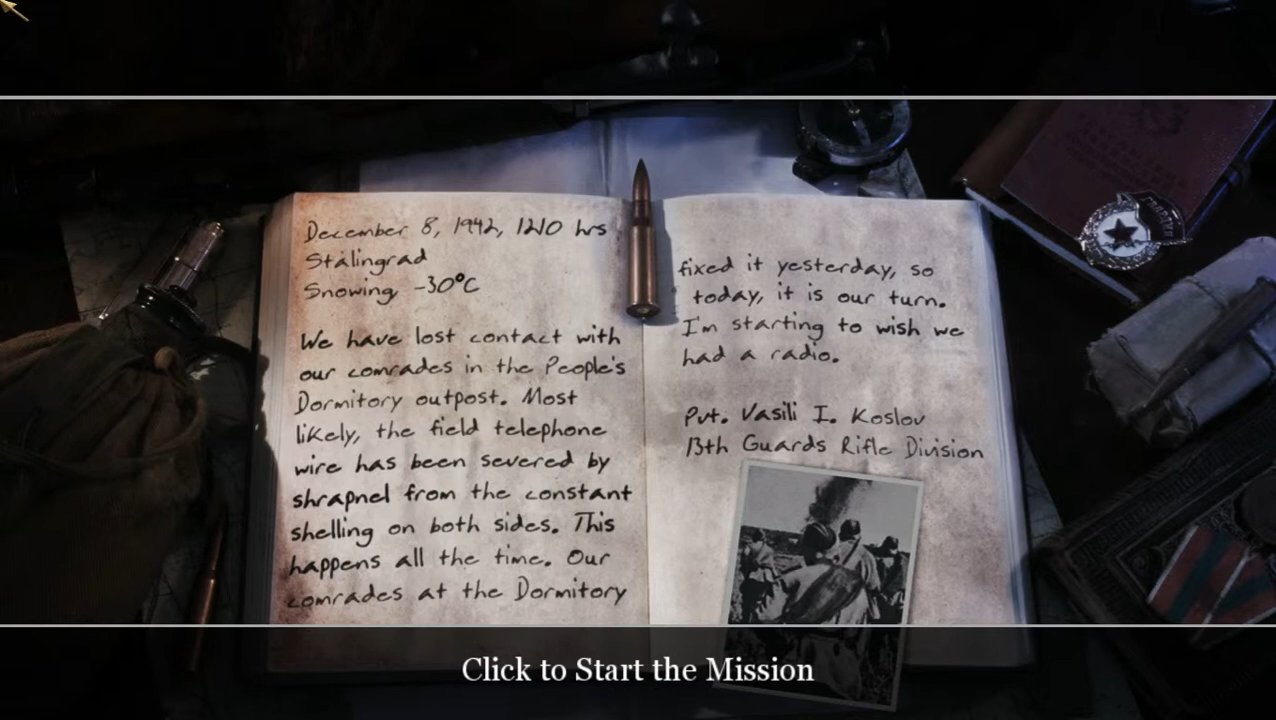 December 8, 1942, 1210 hrs
Stalingrad
Snowing -30°C
We have lost contact with
our comrades in the People's
Dormitory outpost. Most
likely, the field telephone
wire has been severed by
shrapnel from the constant
shelling on both sides. This
happens all the time. Our
comrades at the Dormitory
fixed it yesterday, so
today, it is our turn.
I'm starting to wish we
had a radio.
Pvt. Vasili I. Koslov
13th Guards Rifle Division
Click to Start the Mission